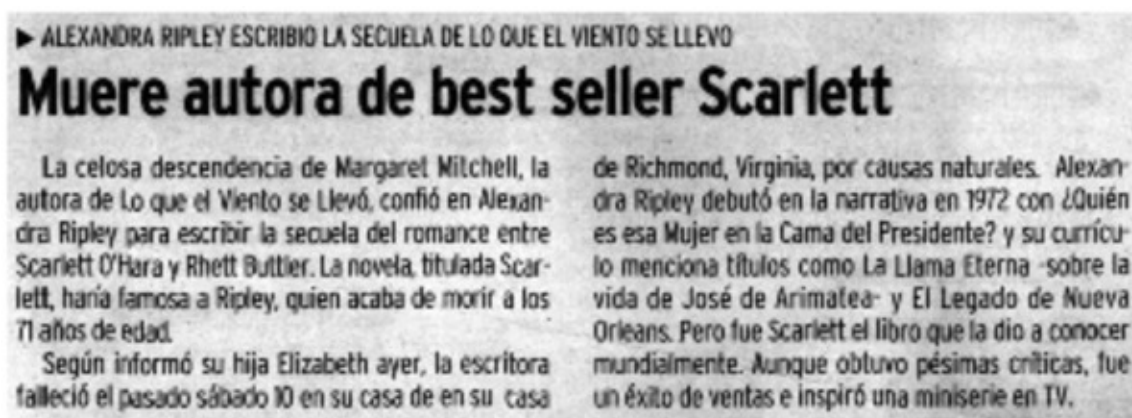 ▶ ALEXANDRA RIPLEY ESCRIBIO LA SECUELA DE LO QUE EL VIENTO SE LLEVO
Muere autora de best seller Scarlett
La celosa descendencia de Margaret Mitchell, la
autora de Lo que el Viento se Llevó, confió en Alexan-
dra Ripley para escribir la secuela del romance entre
Scarlett O'Hara y Rhett Buttler. La novela, titulada Scar-
lett, haría famosa a Ripley, quien acaba de morir a los
71 años de edad.
Según informó su hija Elizabeth ayer, la escritora
falleció el pasado sábado 10 en su casa de en su casa
de Richmond, Virginia, por causas naturales. Alexan-
dra Ripley debutó en la narrativa en 1972 con ¿Quién
es esa Mujer en la Cama del Presidente? y su currícu-
lo menciona títulos como La Llama Eterna -sobre la
vida de José de Arimatea- y El Legado de Nueva
Orleans. Pero fue Scarlett el libro que la dio a conocer
mundialmente. Aunque obtuvo pésimas críticas, fue
un éxito de ventas e inspiró una miniserie en TV.